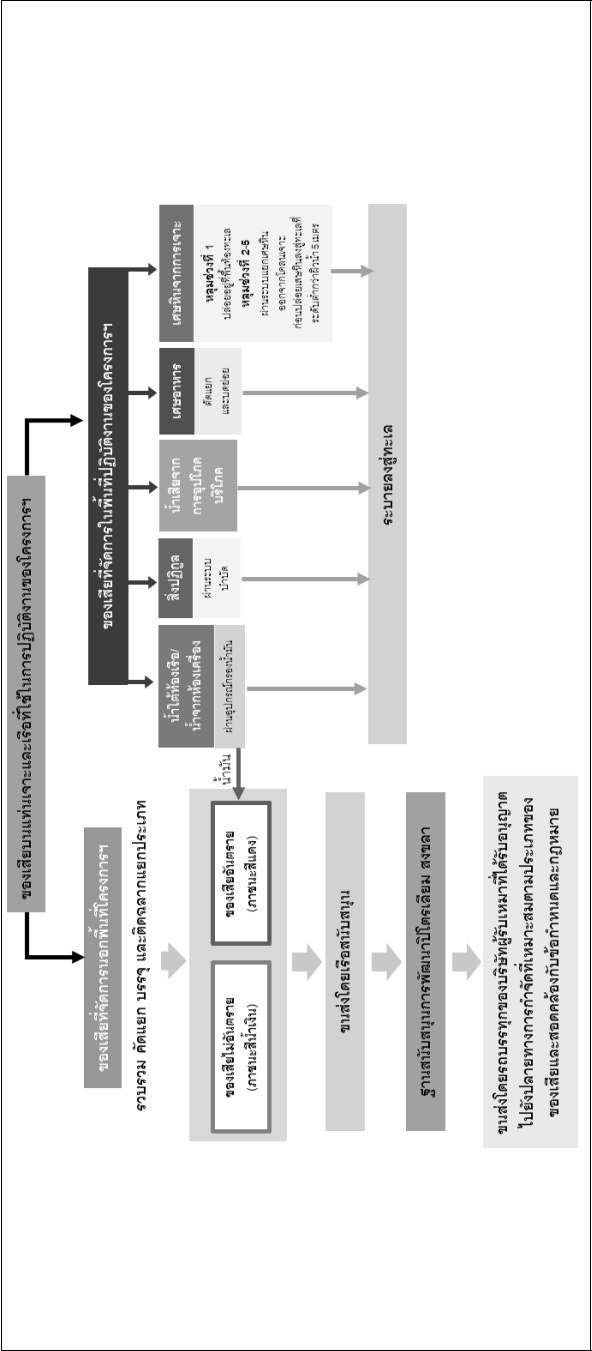 ของเสียบนแท่นเจาะและเรือที่ใช้ในการปฏิบัติงานของโครงการฯ
ของเสียที่จัดการนอกพื้นที่โครงการฯ
รวบรวม คัดแยก บรรจุ และติดฉลากแยกประเภท
ของเสียไม่อันตราย
(ภาชนะสีน้ำเงิน)
ของเสียอันตราย
(ภาชนะสีแดง)
ขนส่งโดยเรือสนับสนุน
ฐานสนับสนุนการพัฒนาปิโตรเลียม สงขลา
ขนส่งโดยรถบรรทุกของบริษัทผู้รับเหมาที่ได้รับอนุญาต
ไปยังปลายทางการกำจัดที่เหมาะสมตามประเภทของ
ของเสียและสอดคล้องกับข้อกำหนดและกฎหมาย
ของเสียที่จัดการในพื้นที่ปฏิบัติงานของโครงการฯ
น้ำใต้ท้องเรือ/
น้ำจากห้องเครื่อง
ผ่านอุปกรณ์กรองน้ำมัน
น้ำมัน
สิ่งปฏิกูล
ผ่านระบบ
บำบัด
น้ำเสียจาก
การอุปโภค
บริโภค
เศษอาหาร
คัดแยก
และบดย่อย
เศษหินจากการเจาะ
หลุมช่วงที่ 1
ปล่อยอยู่ที่พื้นท้องทะเล
หลุมช่วงที่ 2-5
ผ่านระบบแยกเศษหิน
ออกจากโคลนเจาะ
ก่อนปล่อยเศษหินลงสู่ทะเลที่
ระดับต่ำกว่าผิวน้ำ 5 เมตร
ระบายลงสู่ทะเล